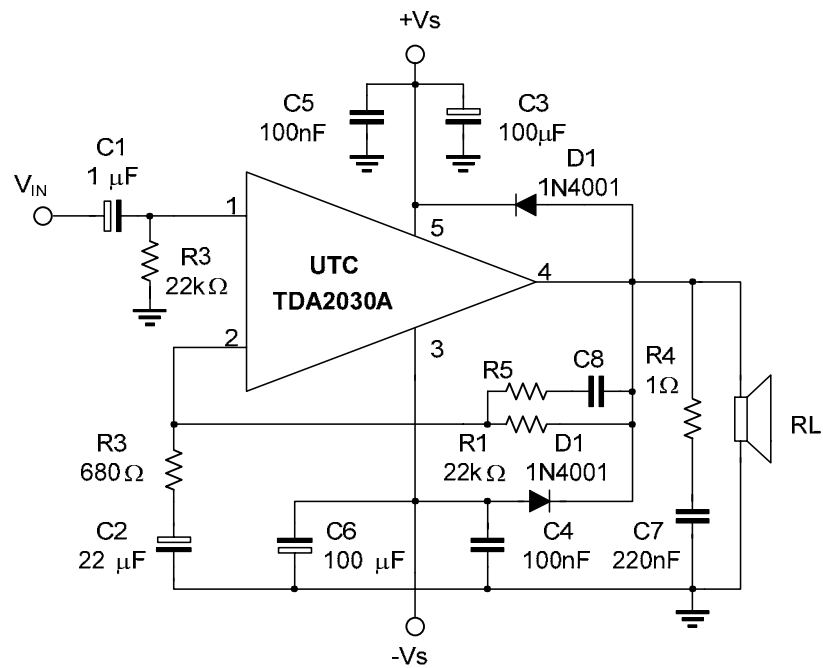 +Vs
C5
100nF
C3
100μF
C1
1 μF
D1
1N4001
VIN
1
5
R3
22kΩ
UTC
TDA2030A
4
2
3
R5
C8
R4
1Ω
RL
R3
680Ω
R1
22kΩ
D1
1N4001
C2
22 μF
C6
100 μF
C4
100nF
C7
220nF
-Vs